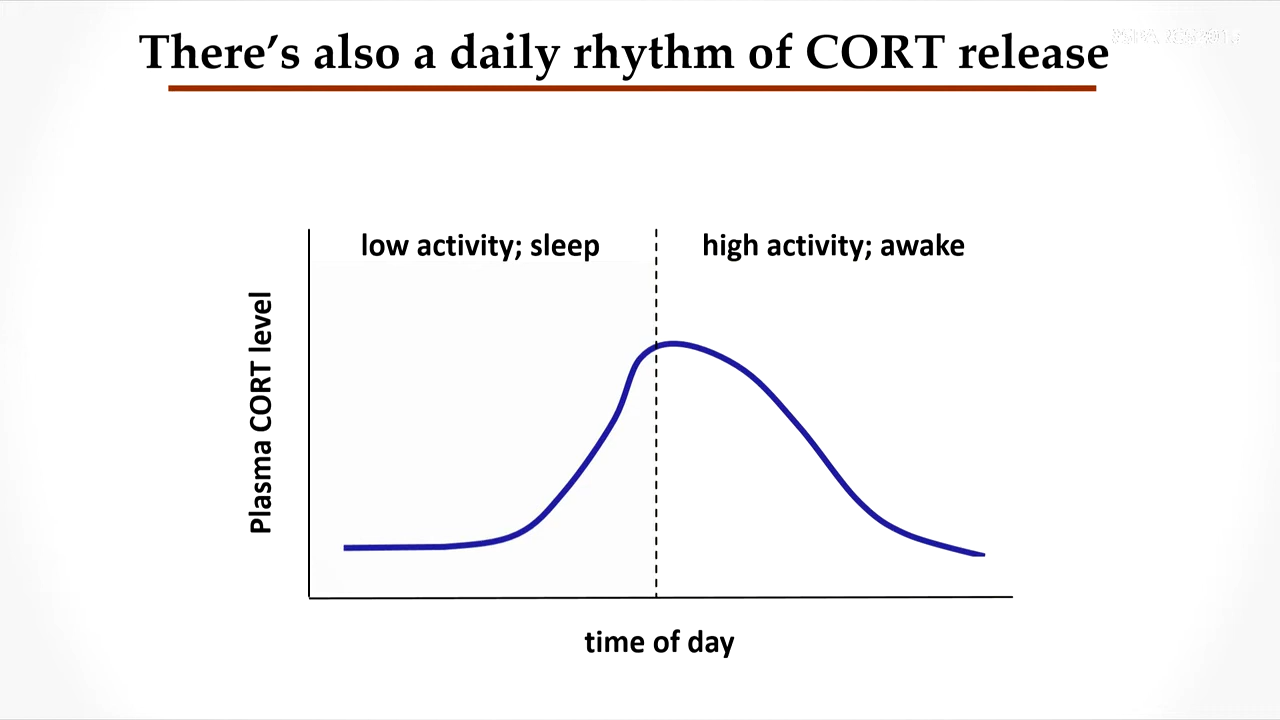 There's also a daily rhythm of CORT release
low activity; sleep
high activity; awake
Plasma CORT level
time of day